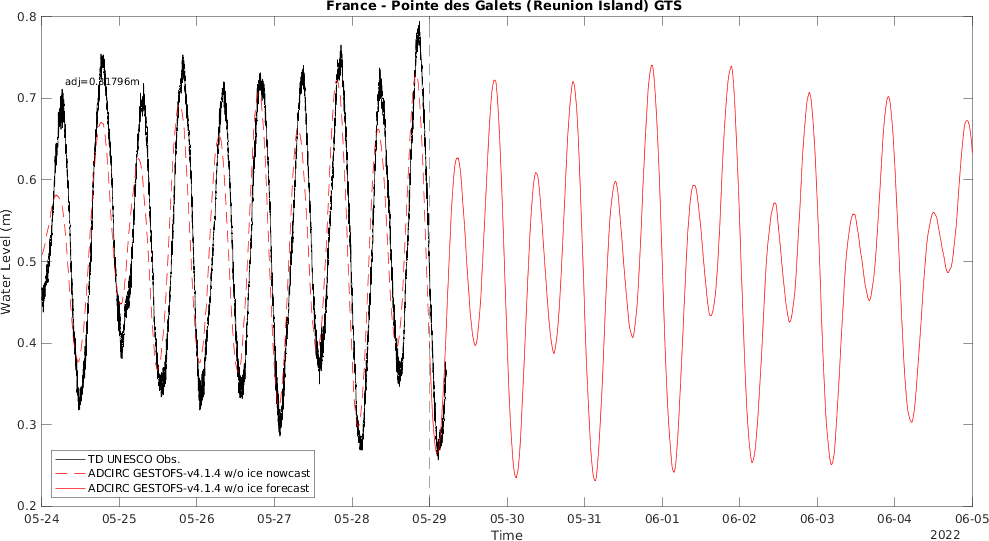 France - Pointe des Galets (Reunion Island) GTS
0.8
0.7
0.6
0.5
0.4
0.3
0.2
Water Level (m)
TD UNESCO Obs.
ADCIRC GESTOFS-v4.1.4 w/o ice nowcast
ADCIRC GESTOFS-v4.1.4 w/o ice forecast
05-24 05-25 05-26 05-27 05-28 05-29 05-30 05-31 06-01 06-02 06-03 06-04 06-05
Time
2022